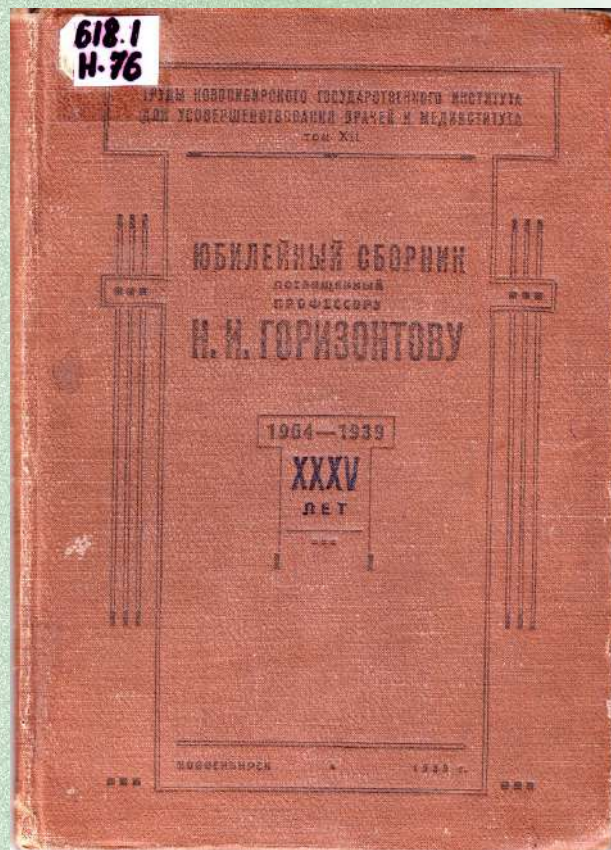 618.1
Н-76
ТРУДЫ НОВОСИБИРСКОГО ГОСУДАРСТВЕННОГО ИНСТИТУТА
ДЛЯ УСОВЕРШЕНСТВОВАНИЯ ВРАЧЕЙ И МЕДИНСТИТУТА
ТОМ XII
ЮБИЛЕЙНЫЙ СБОРНИК
ПОСВЯЩЕННЫЙ
ПРОФЕССОРУ
Н. И. ГОРИЗОНТОВУ
1904—1939
XXXV
ЛЕТ
НОВОСИБИРСК 1939 г.